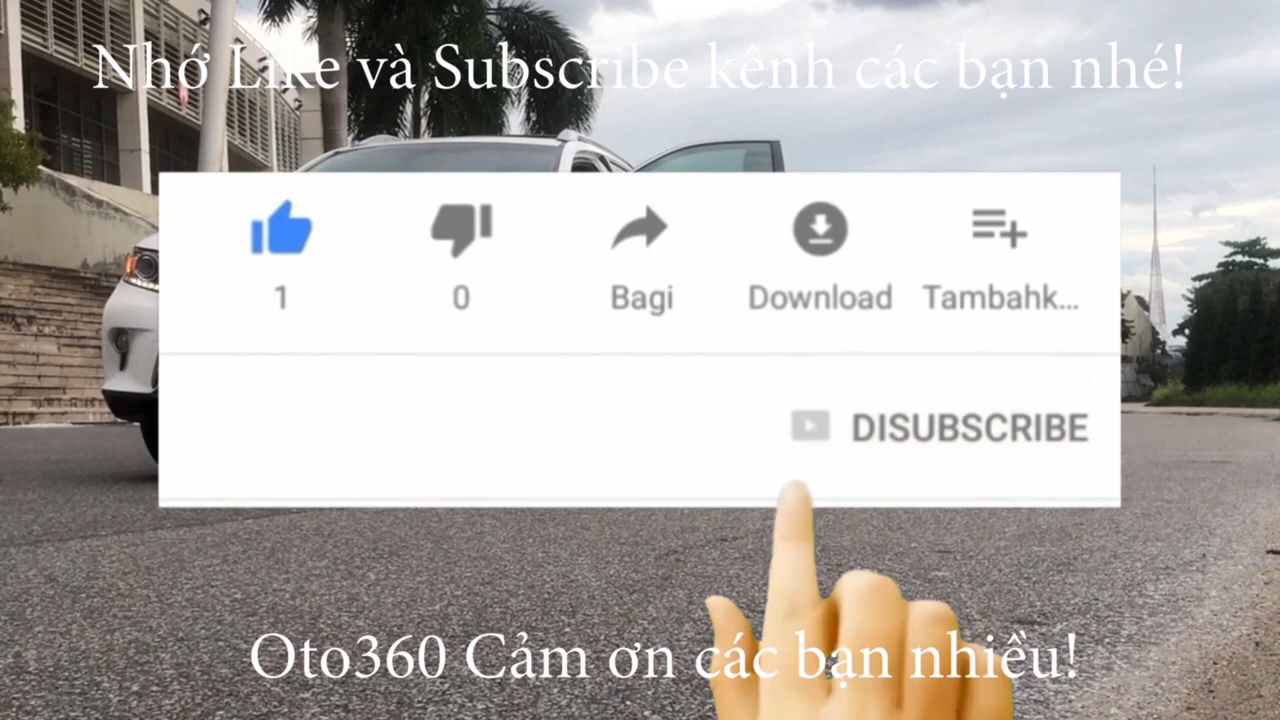 Nhớ Like và Subscribe kênh các bạn nhé!
1 0 Bagi Download Tambahk...
DISUBSCRIBE
Oto360 Cảm ơn các bạn nhiều!